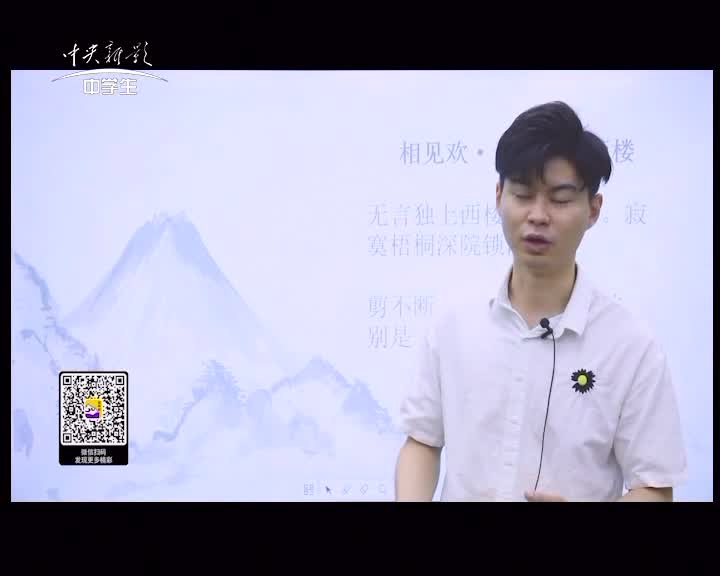 中央新影
中学生
相见欢·
楼
无言独上西楼
。寂
寞梧桐深院锁
剪不断
别是
微信扫码
发现更多精彩